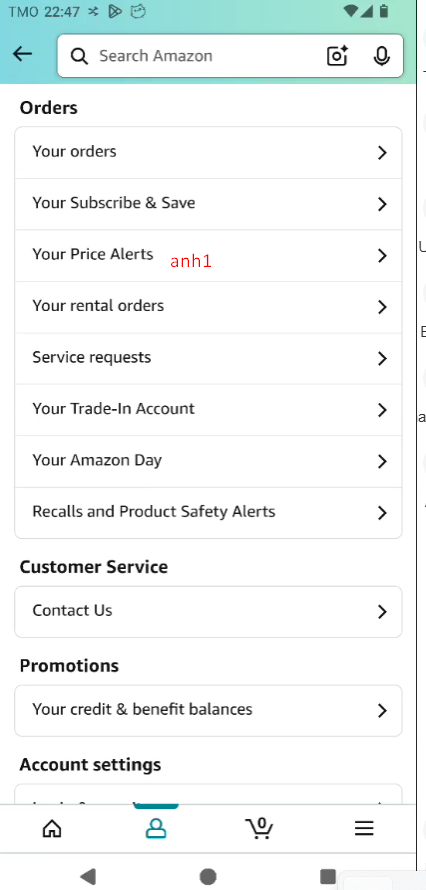 TMO 22:47
Search Amazon
Orders
Your orders
Your Subscribe & Save
Your Price Alerts anh1
Your rental orders
Service requests
Your Trade-In Account
Your Amazon Day
Recalls and Product Safety Alerts
Customer Service
Contact Us
Promotions
Your credit & benefit balances
Account settings
0